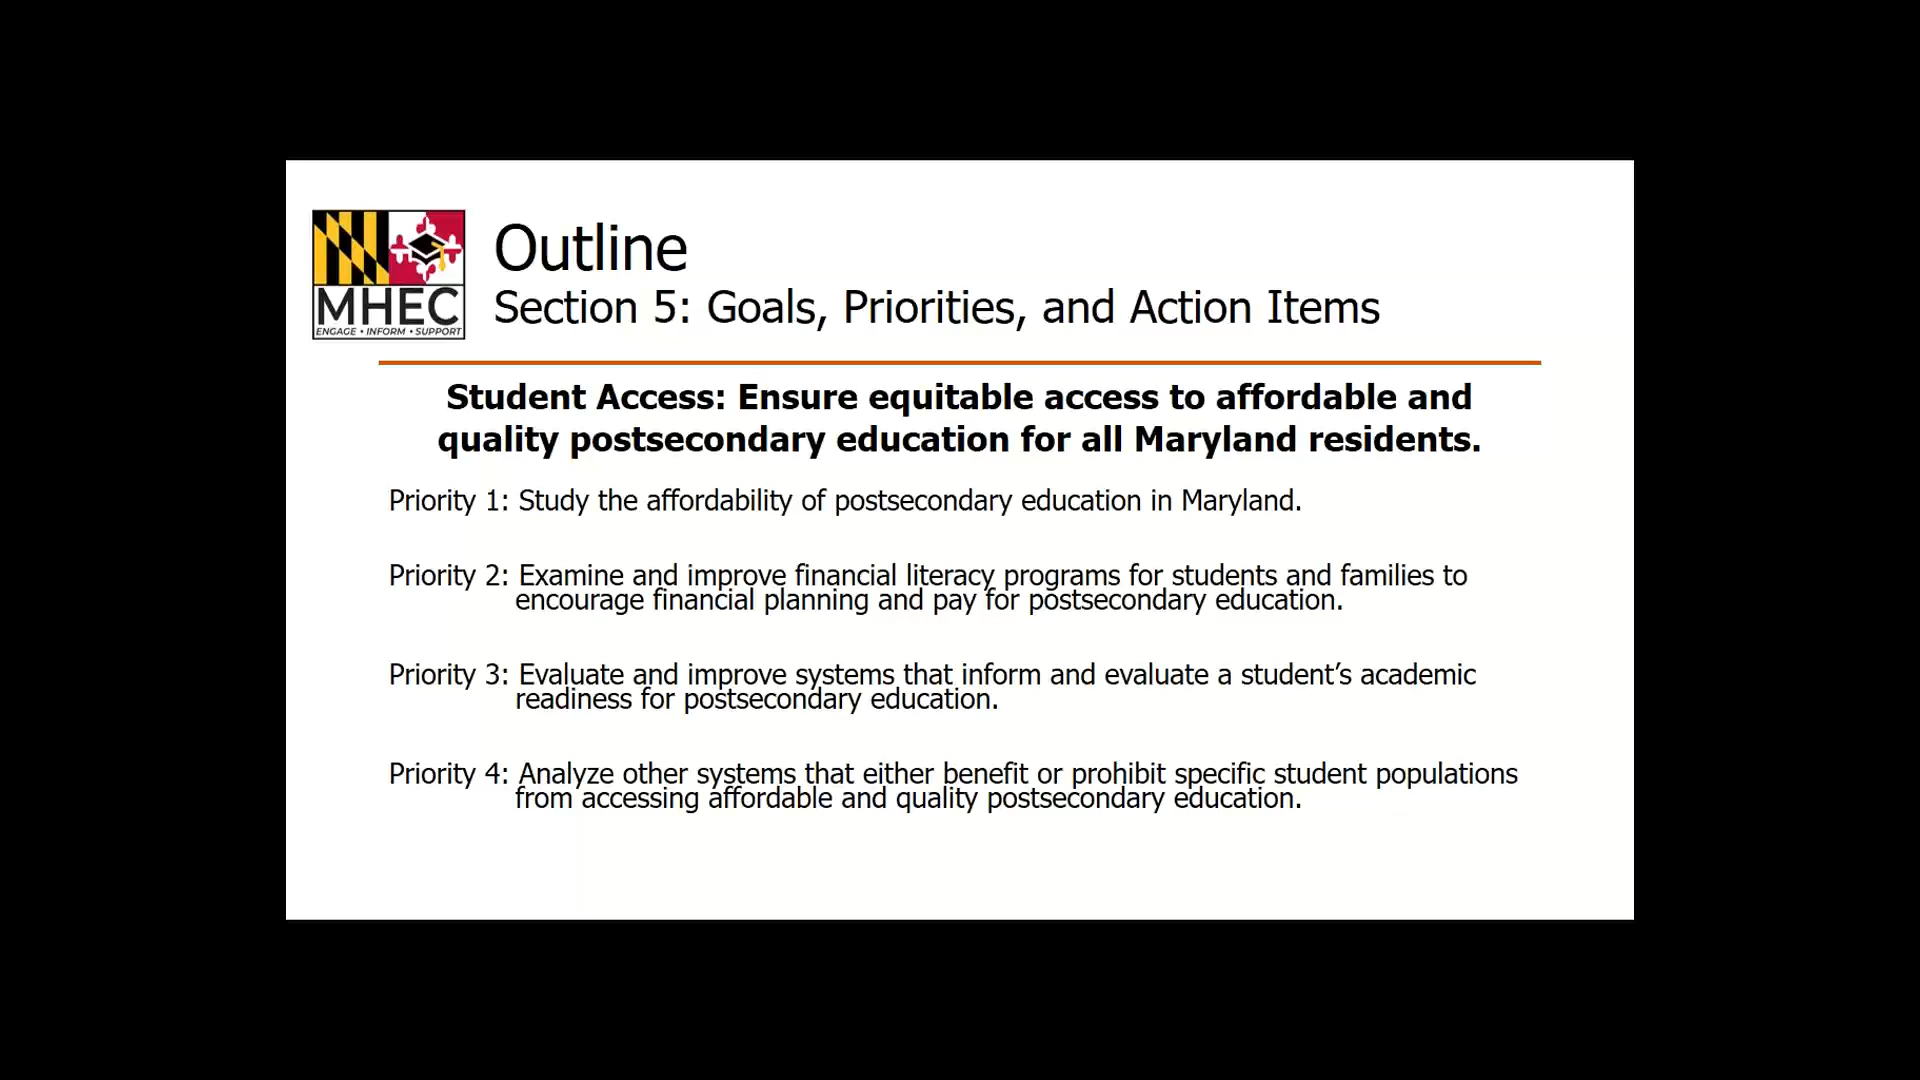 MHEC
ENGAGE • INFORM • SUPPORT
Outline
Section 5: Goals, Priorities, and Action Items
Student Access: Ensure equitable access to affordable and
quality postsecondary education for all Maryland residents.
Priority 1: Study the affordability of postsecondary education in Maryland.
Priority 2: Examine and improve financial literacy programs for students and families to
encourage financial planning and pay for postsecondary education.
Priority 3: Evaluate and improve systems that inform and evaluate a student’s academic
readiness for postsecondary education.
Priority 4: Analyze other systems that either benefit or prohibit specific student populations
from accessing affordable and quality postsecondary education.